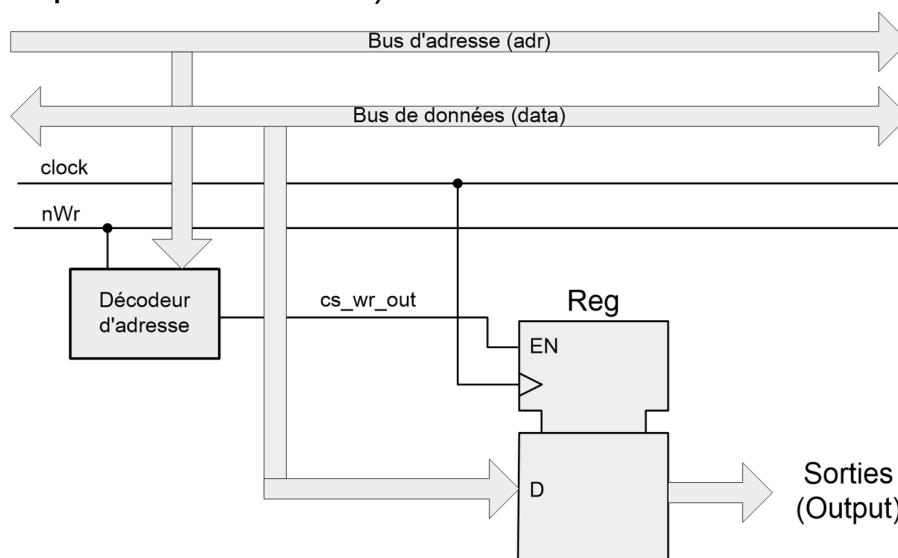 Bus d'adresse (adr)
Bus de données (data)
clock
nWr
Décodeur
d'adresse
cs_wr_out
Reg
EN
D
Sorties
(Output)